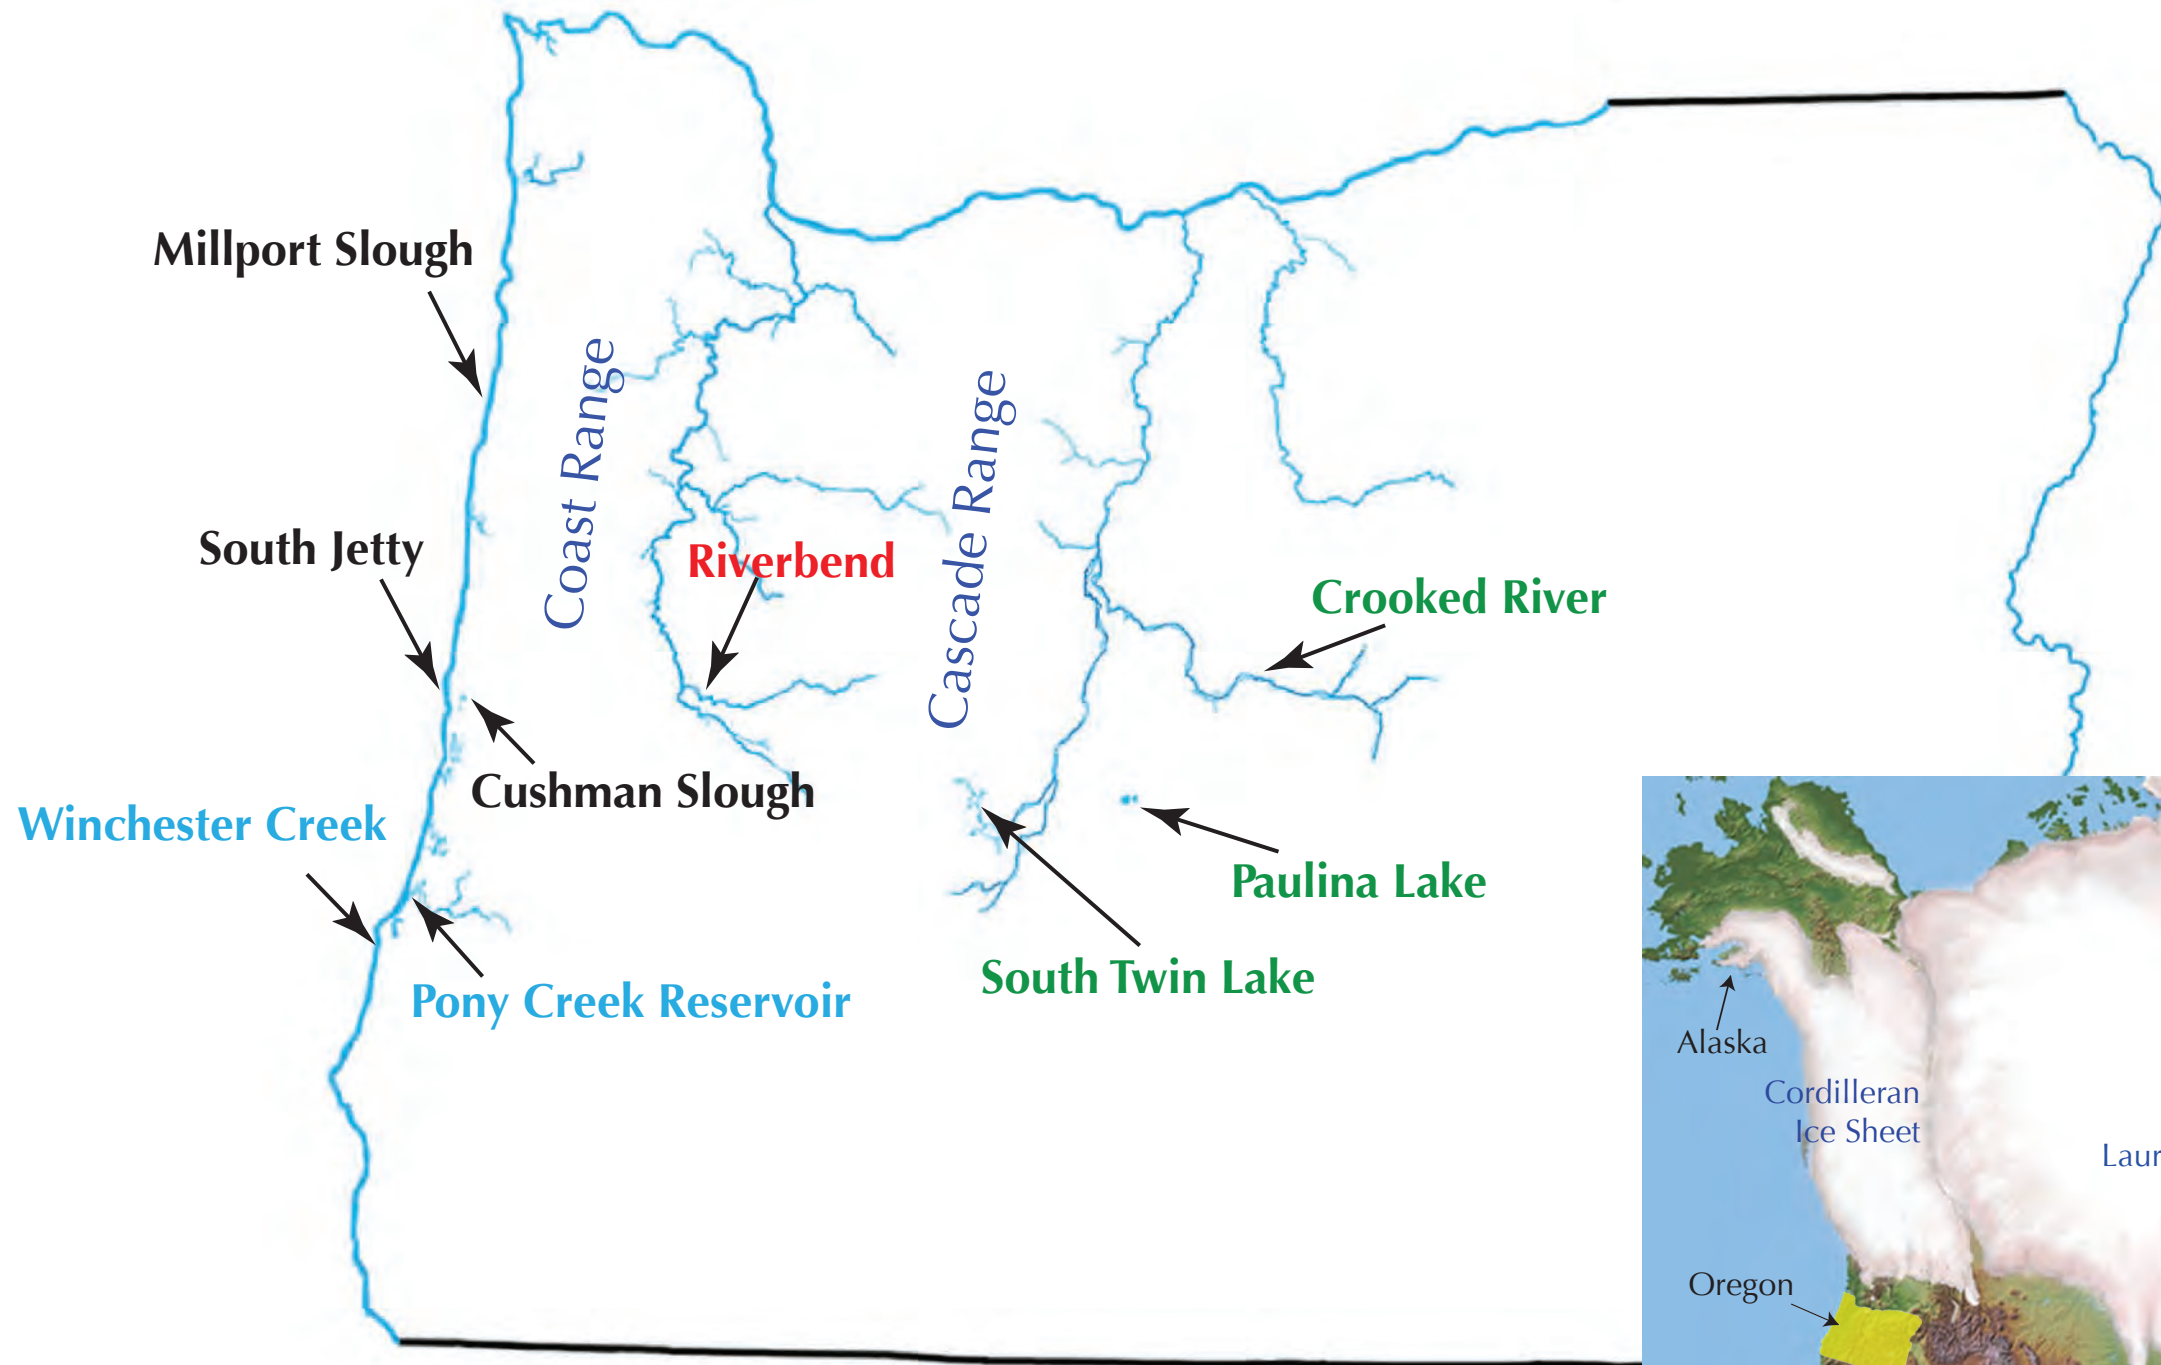 Millport Slough
Coast Range
Cascade Range
South Jetty
Riverbend
Crooked River
Cushman Slough
Winchester Creek
Paulina Lake
South Twin Lake
Pony Creek Reservoir
Alaska
Cordilleran
Ice Sheet
Laur
Oregon